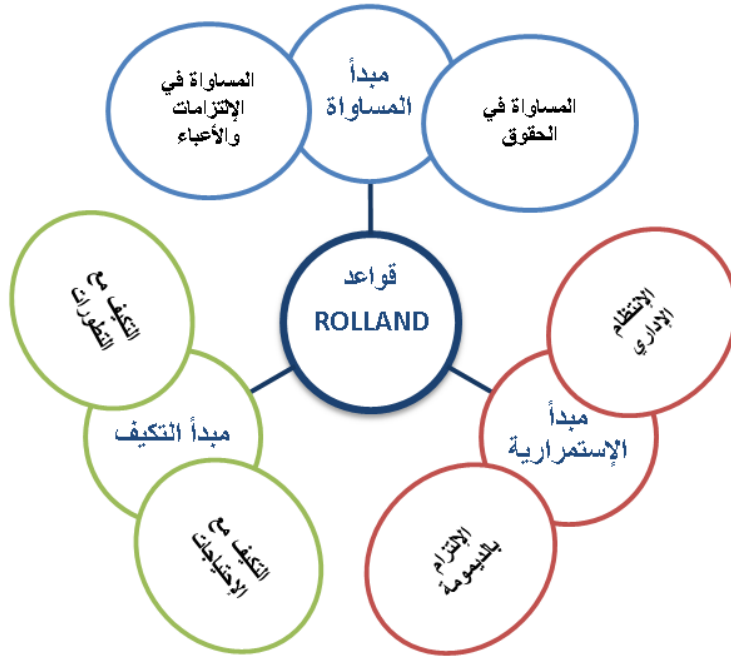 قواعد
ROLLAND
مبدأ
المساواة
المساواة في
الحقوق
المساواة في
الإلتزامات
والأعباء
مبدأ
الإستمرارية
الإنتظام
الإداري
الإلتزام
بالديمومة
مبدأ التكيف
التكيف مع
الإحتياجات
التكيف مع
التطورات